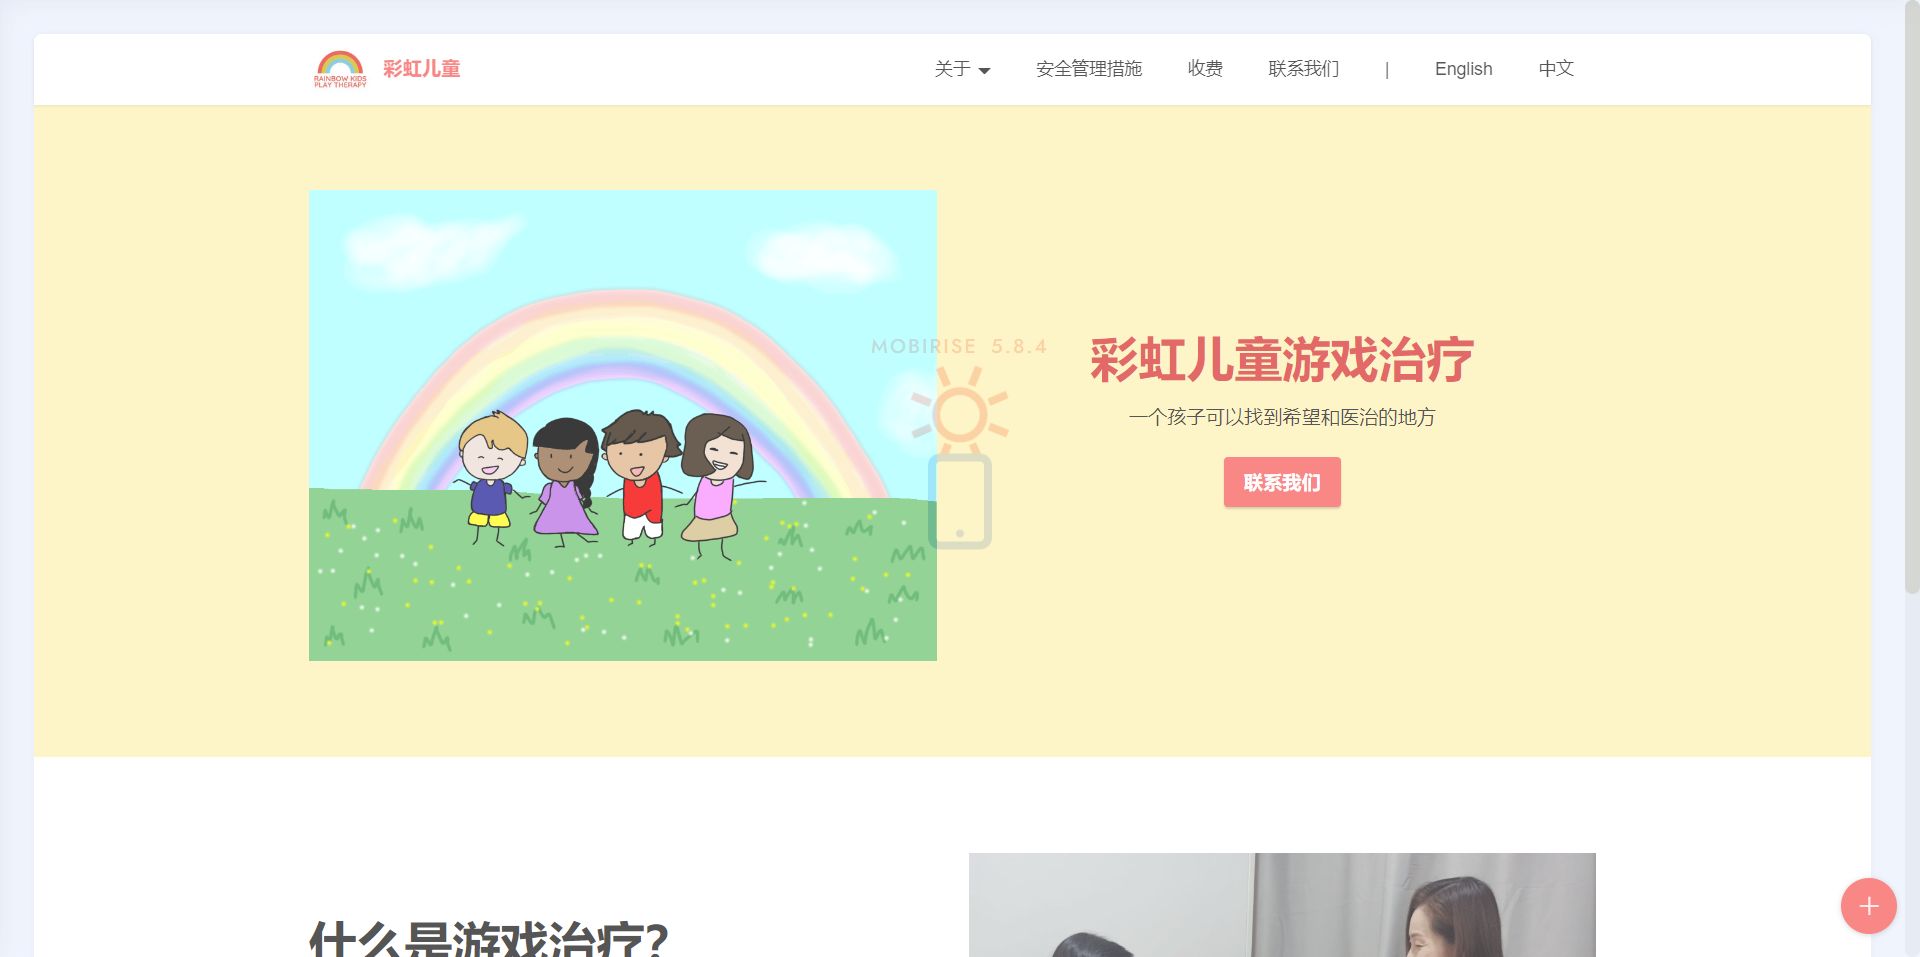 RAINBOW KIDS
PLAY THERAPY
彩虹儿童
关于
安全管理措施
收费
联系我们
|
English
中文
MOBIRISE 5.8.4
彩虹儿童游戏治疗
一个孩子可以找到希望和医治的地方
联系我们
什么是游戏治疗?